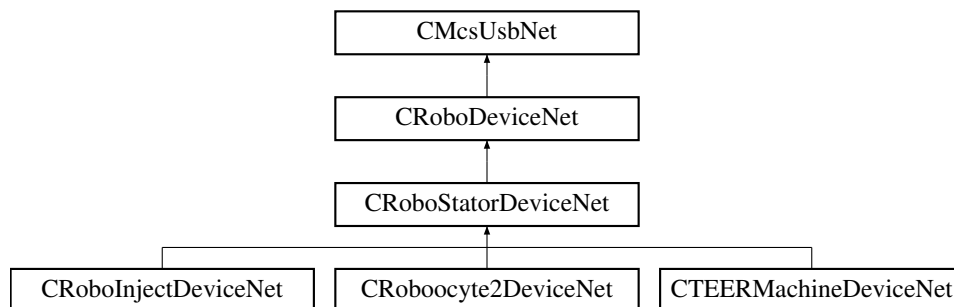 CMcsUsbNet
CRoboDeviceNet
CRoboStatorDeviceNet
CRoboInjectDeviceNet CRoboocyte2DeviceNet CTEERMachineDeviceNet